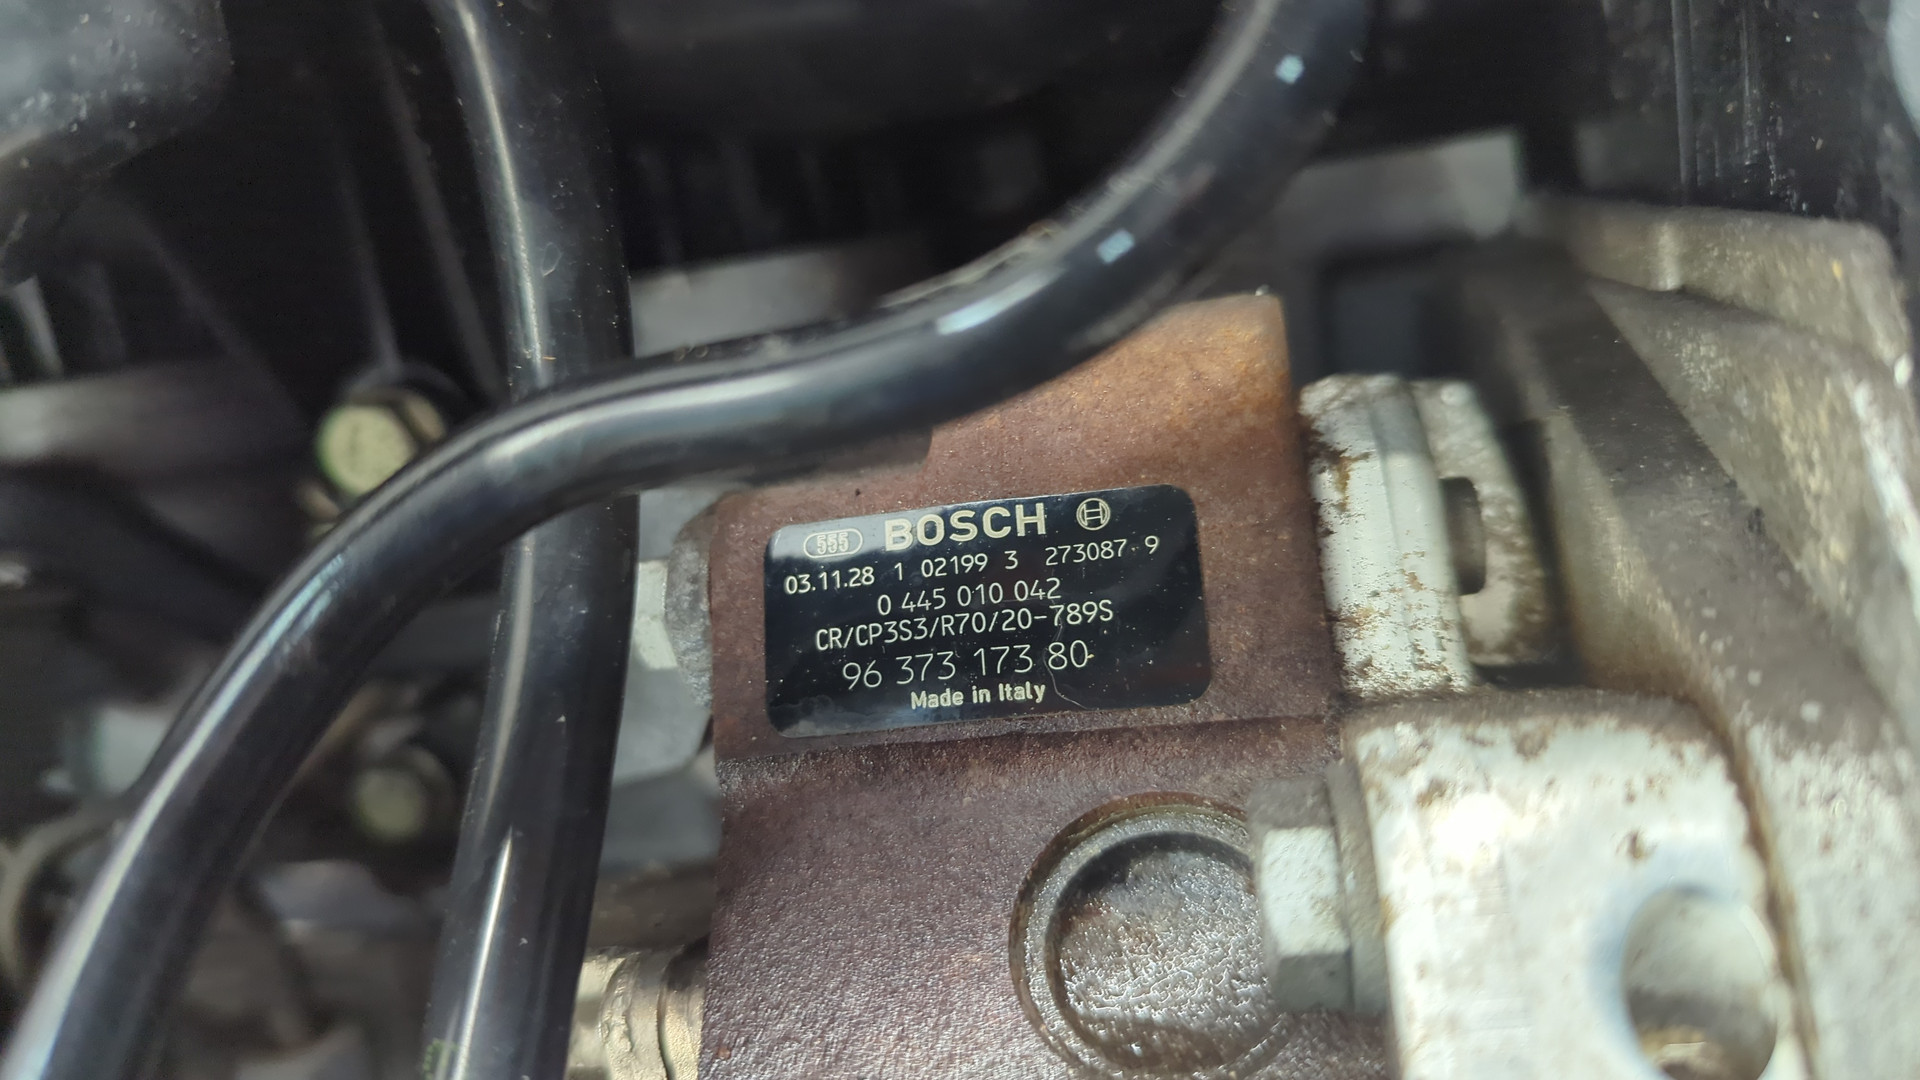 555 BOSCH
03.11.28 1 02199 3 273087 9
0 445 010 042
CR/CP3S3/R70/20-789S
96 373 173 80
Made in Italy